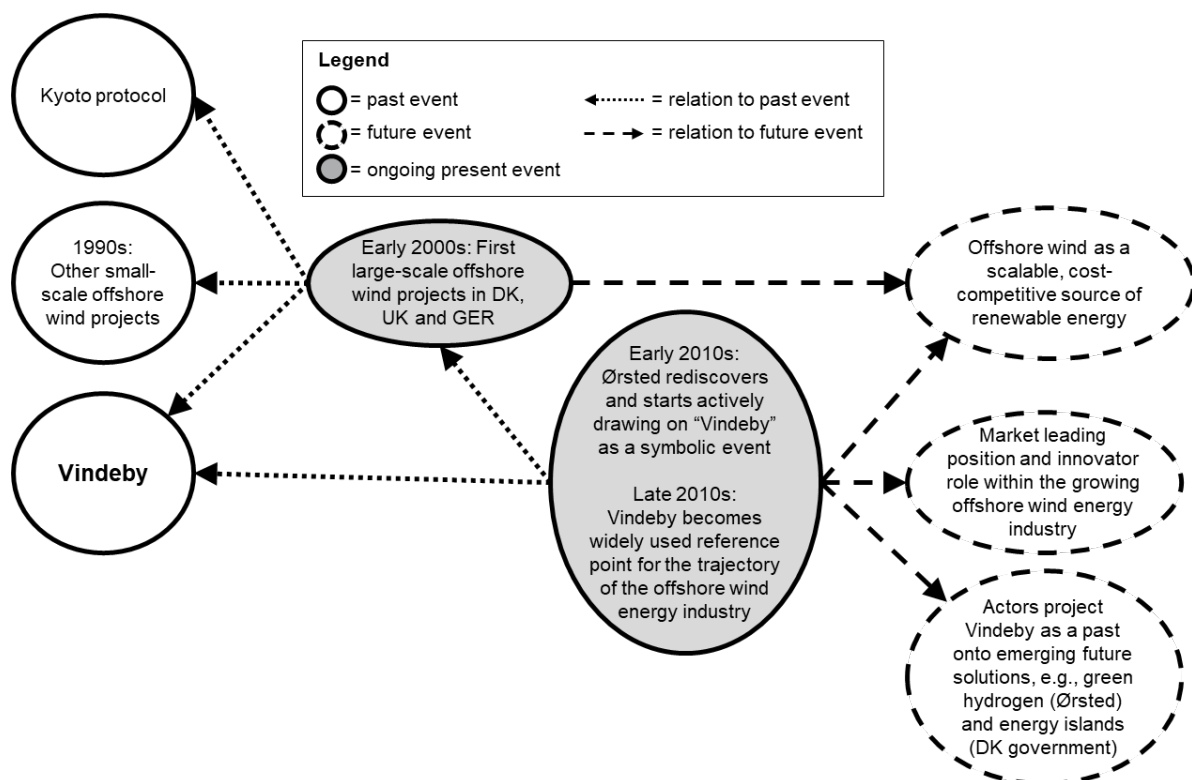 Legend
= past event
= relation to past event
= future event
= relation to future event
= ongoing present event
Kyoto protocol
1990s:
Other small-
scale offshore
wind projects
Vindeby
Early 2000s: First
large-scale offshore
wind projects in DK,
UK and GER
Early 2010s:
Ørsted rediscovers
and starts actively
drawing on “Vindeby”
as a symbolic event
Late 2010s:
Vindeby becomes
widely used reference
point for the trajectory
of the offshore wind
energy industry
Offshore wind as a
scalable, cost-
competitive source of
renewable energy
Market leading
position and innovator
role within the growing
offshore wind energy
industry
Actors project
Vindeby as a past
onto emerging future
solutions, e.g., green
hydrogen (Ørsted)
and energy islands
(DK government)